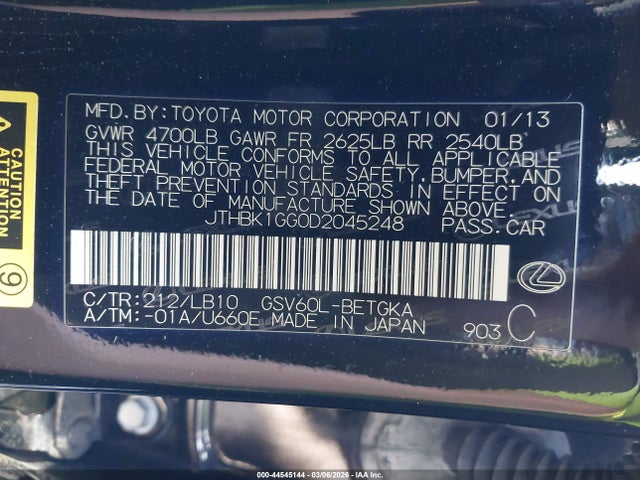 MFD.BY:TOYOTA MOTOR CORPORATION 01/13
GVWR 4700LB GAWR FR 2625LB RR 2540LB
THIS VEHICLE CONFORMS TO ALL APPLICABLE
FEDERAL MOTOR VEHICLE SAFETY,BUMPER,AND
THEFT PREVENTION STANDARDS IN EFFECT ON
THE DATE OF MANUFACTURE SHOWN ABOVE.
JTHBK1GG0D2045248 PASS.CAR
C/TR:212/LB10 GSV60L-BETGKA
A/TM:-01A/U660E MADE IN JAPAN 903 C
CAUTION
ATTENTION
9
000-44545144 - 03/06/2026 - IAA Inc.